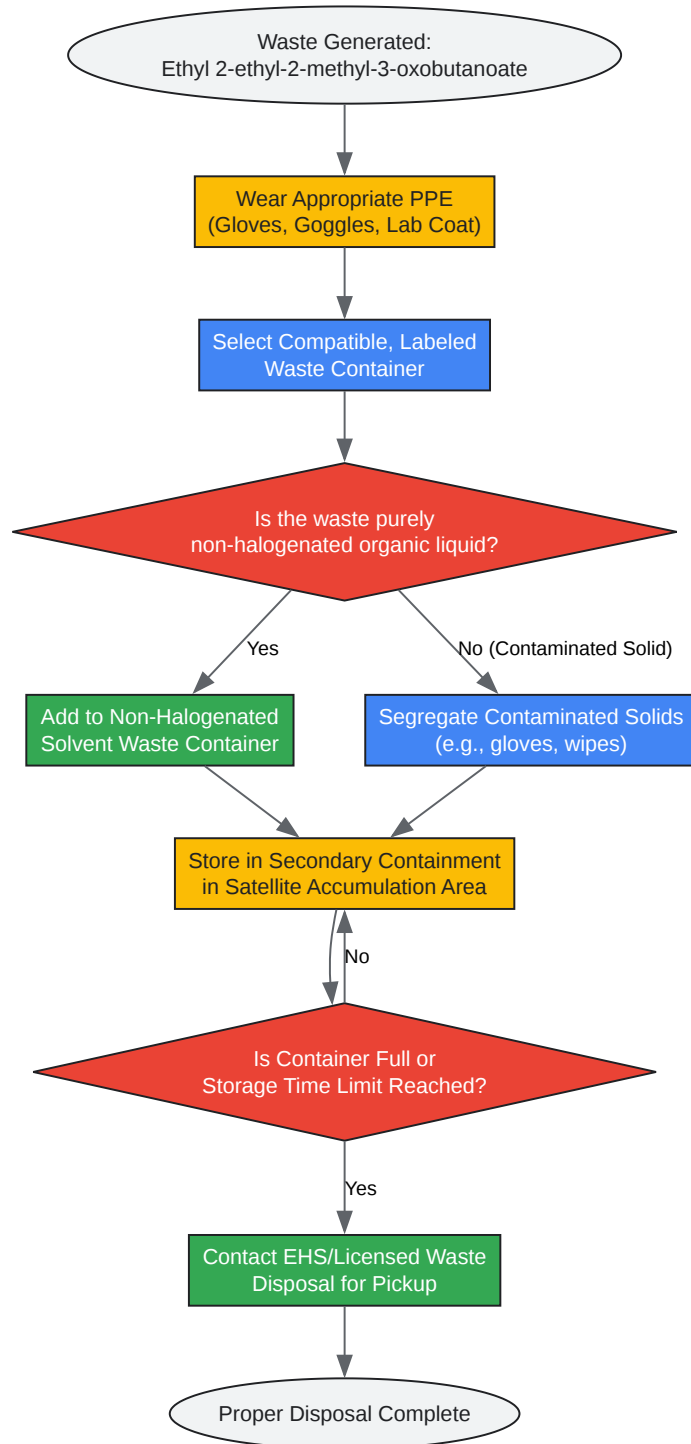 Waste Generated:
Ethyl 2-ethyl-2-methyl-3-oxobutanoate
Wear Appropriate PPE
(Gloves, Goggles, Lab Coat)
Select Compatible, Labeled
Waste Container
Is the waste purely
non-halogenated organic liquid?
Yes
No (Contaminated Solid)
Add to Non-Halogenated
Solvent Waste Container
Segregate Contaminated Solids
(e.g., gloves, wipes)
Store in Secondary Containment
in Satellite Accumulation Area
No
Is Container Full or
Storage Time Limit Reached?
Yes
Contact EHS/Licensed Waste
Disposal for Pickup
Proper Disposal Complete